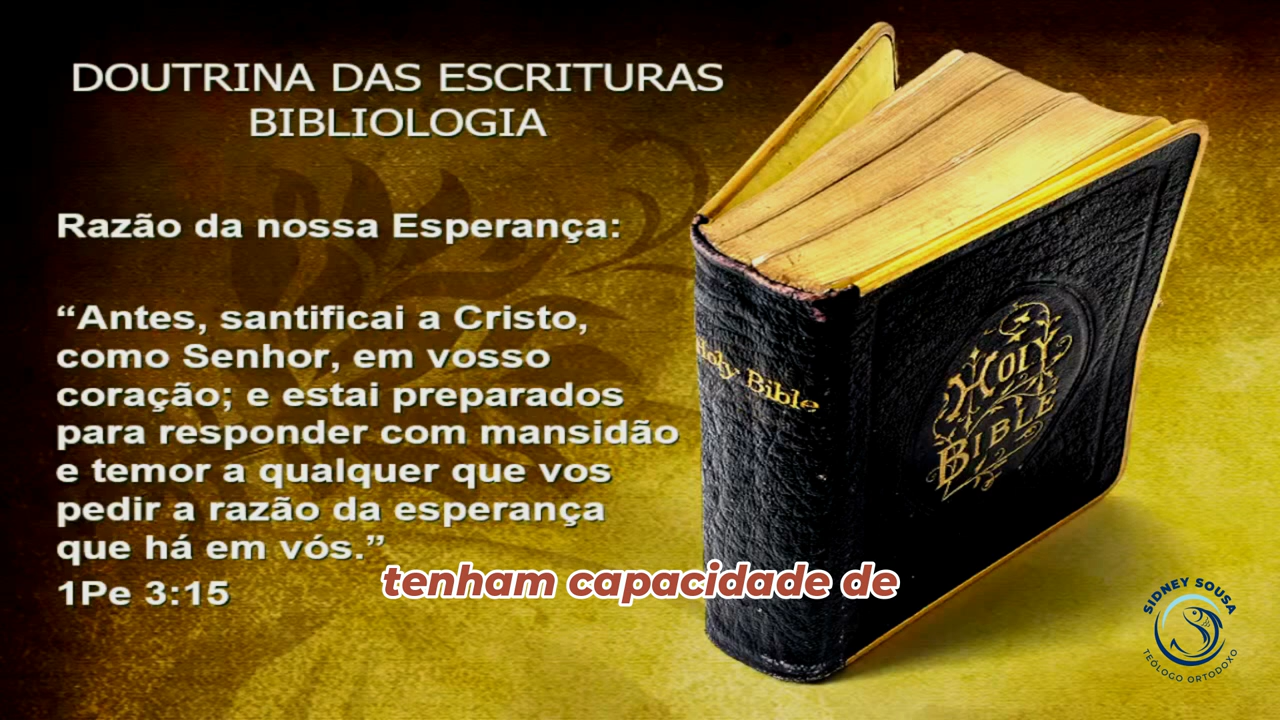 DOUTRINA DAS ESCRITURAS
BIBLIOLOGIA
Razão da nossa Esperança:
“Antes, santificai a Cristo,
como Senhor, em vosso
coração; e estai preparados
para responder com mansidão
e temor a qualquer que vos
pedir a razão da esperança
que há em vós.”
1Pe 3:15
tenham capacidade de
Holy Bible
HOLY
BIBLE
SIDNEY SOUSA
TEÓLOGO ORTODOXO